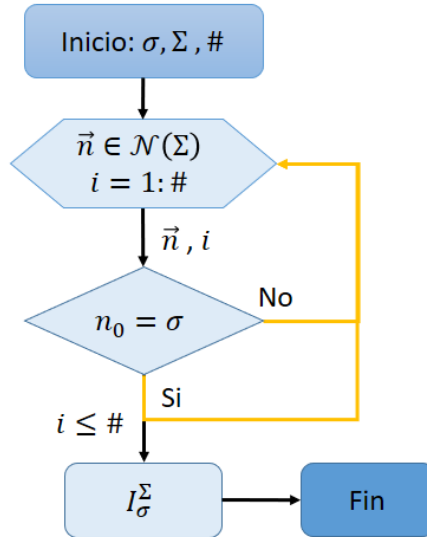 Inicio: σ, Σ , #
n⃗ ∈ 𝒩(Σ)
i = 1: #
n⃗ , i
n₀ = σ
No
Si
i ≤ #
I_σ^Σ
Fin